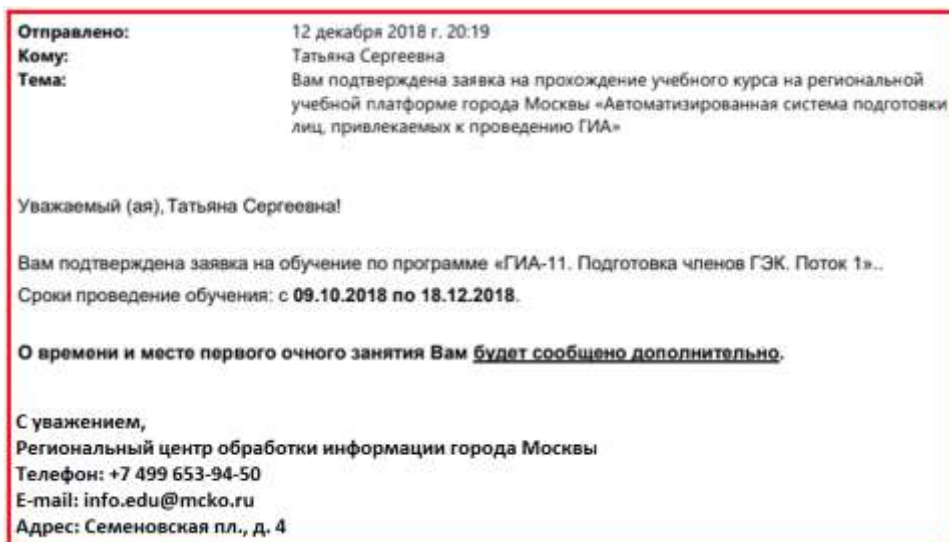 Отправлено: 12 декабря 2018 г. 20:19
Кому: Татьяна Сергеевна
Тема: Вам подтверждена заявка на прохождение учебного курса на региональной
учебной платформе города Москвы «Автоматизированная система подготовки
лиц, привлекаемых к проведению ГИА»
Уважаемый (ая), Татьяна Сергеевна!
Вам подтверждена заявка на обучение по программе «ГИА-11. Подготовка членов ГЭК. Поток 1»..
Сроки проведение обучения: с 09.10.2018 по 18.12.2018.
О времени и месте первого очного занятия Вам будет сообщено дополнительно.
С уважением,
Региональный центр обработки информации города Москвы
Телефон: +7 499 653-94-50
E-mail: info.edu@mcko.ru
Адрес: Семеновская пл., д. 4